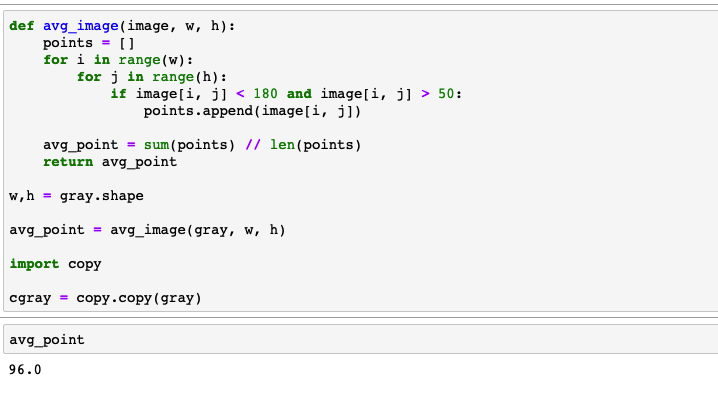 def avg_image(image, w, h):
    points = []
    for i in range(w):
        for j in range(h):
            if image[i, j] < 180 and image[i, j] > 50:
                points.append(image[i, j])
    avg_point = sum(points) // len(points)
    return avg_point
w,h = gray.shape
avg_point = avg_image(gray, w, h)
import copy
cgray = copy.copy(gray)
avg_point
96.0